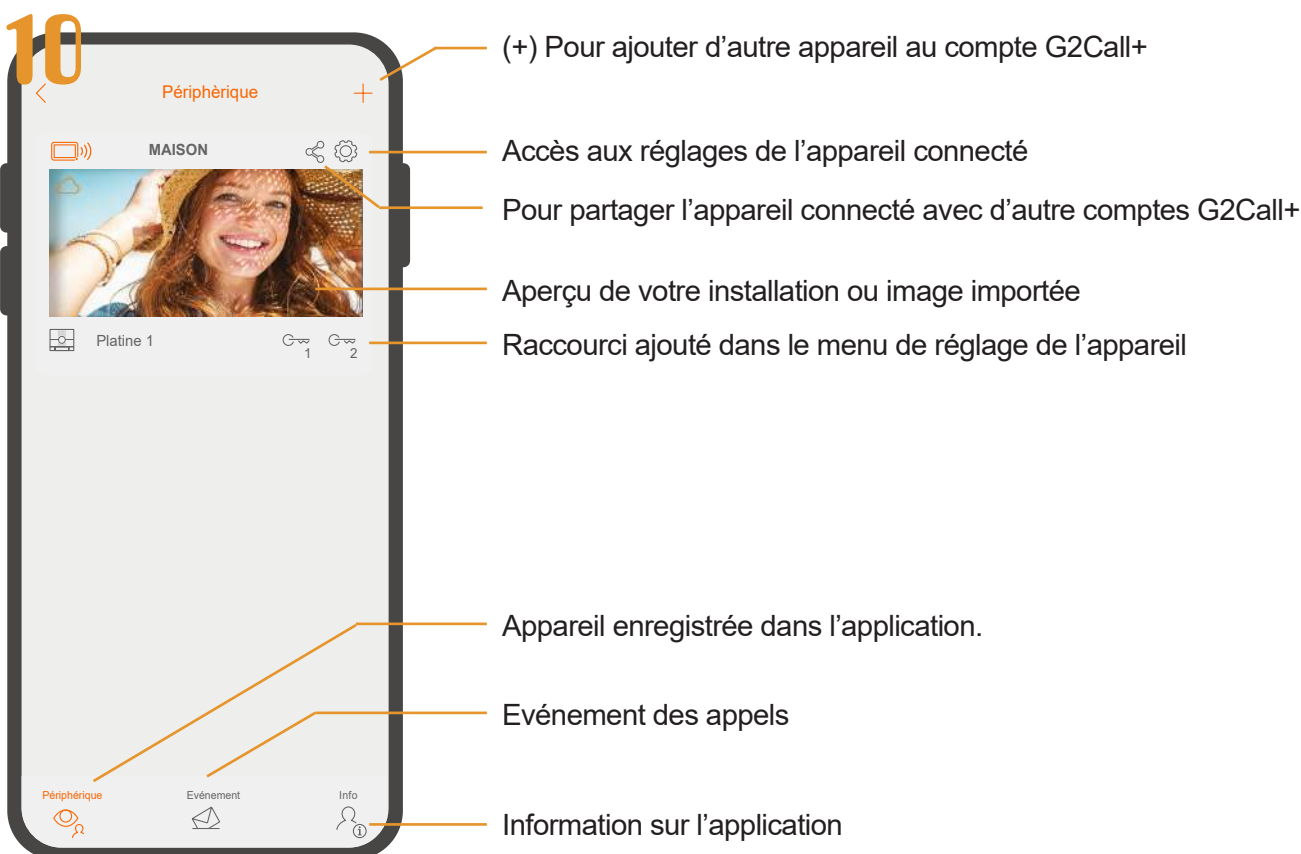 10
(+) Pour ajouter d’autre appareil au compte G2Call+
Périphèrique
MAISON
Accès aux réglages de l’appareil connecté
Pour partager l’appareil connecté avec d’autre comptes G2Call+
Aperçu de votre installation ou image importée
Platine 1
1
2
Raccourci ajouté dans le menu de réglage de l’appareil
Appareil enregistrée dans l’application.
Evénement des appels
Périphérique
Evénement
Info
Information sur l’application